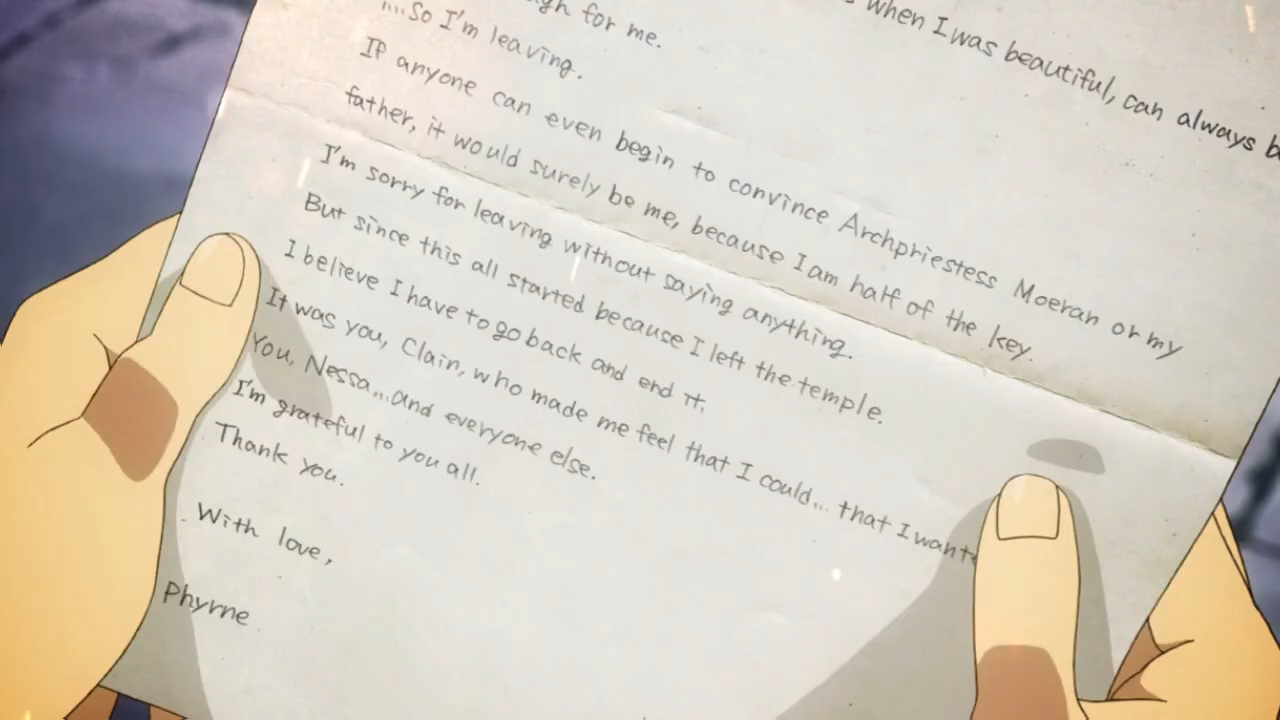 when I was beautiful, can always
for me.
....So I'm leaving.
If anyone can even begin to convince Archpriestess Moeran or my
father, it would surely be me, because I am half of the key.
I'm sorry for leaving without saying anything.
But since this all started because I left the temple.
I believe I have to go back and end it.
It was you, Clain, who made me feel that I could... that I
You, Nessa...and everyone else.
I'm grateful to you all.
Thank you.
With love,
Phyrne